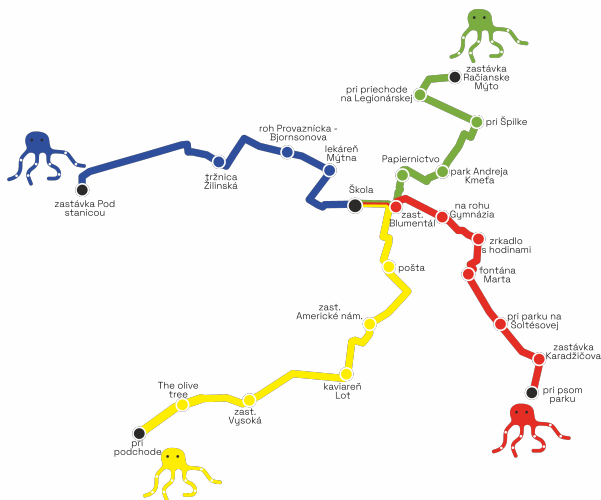 zastávka
Račianske
Mýto
pri priechode
na Legionárskej
pri Špilke
roh Provaznícka -
Bjornsonova
lekáreň
Mýtna
tržnica
Žilinská
Papiernictvo
park Andreja
Kmeťa
zastávka Pod
stanicou
Škola
zast.
Blumentál
na rohu
Gymnázia
zrkadlo
s hodinami
pošta
fontána
Marta
zast.
Americké nám.
pri parku na
Šoltésovej
zastávka
Karadžičova
kaviareň
Lot
The olive
tree
zast.
Vysoká
pri psom
parku
pri
podchode